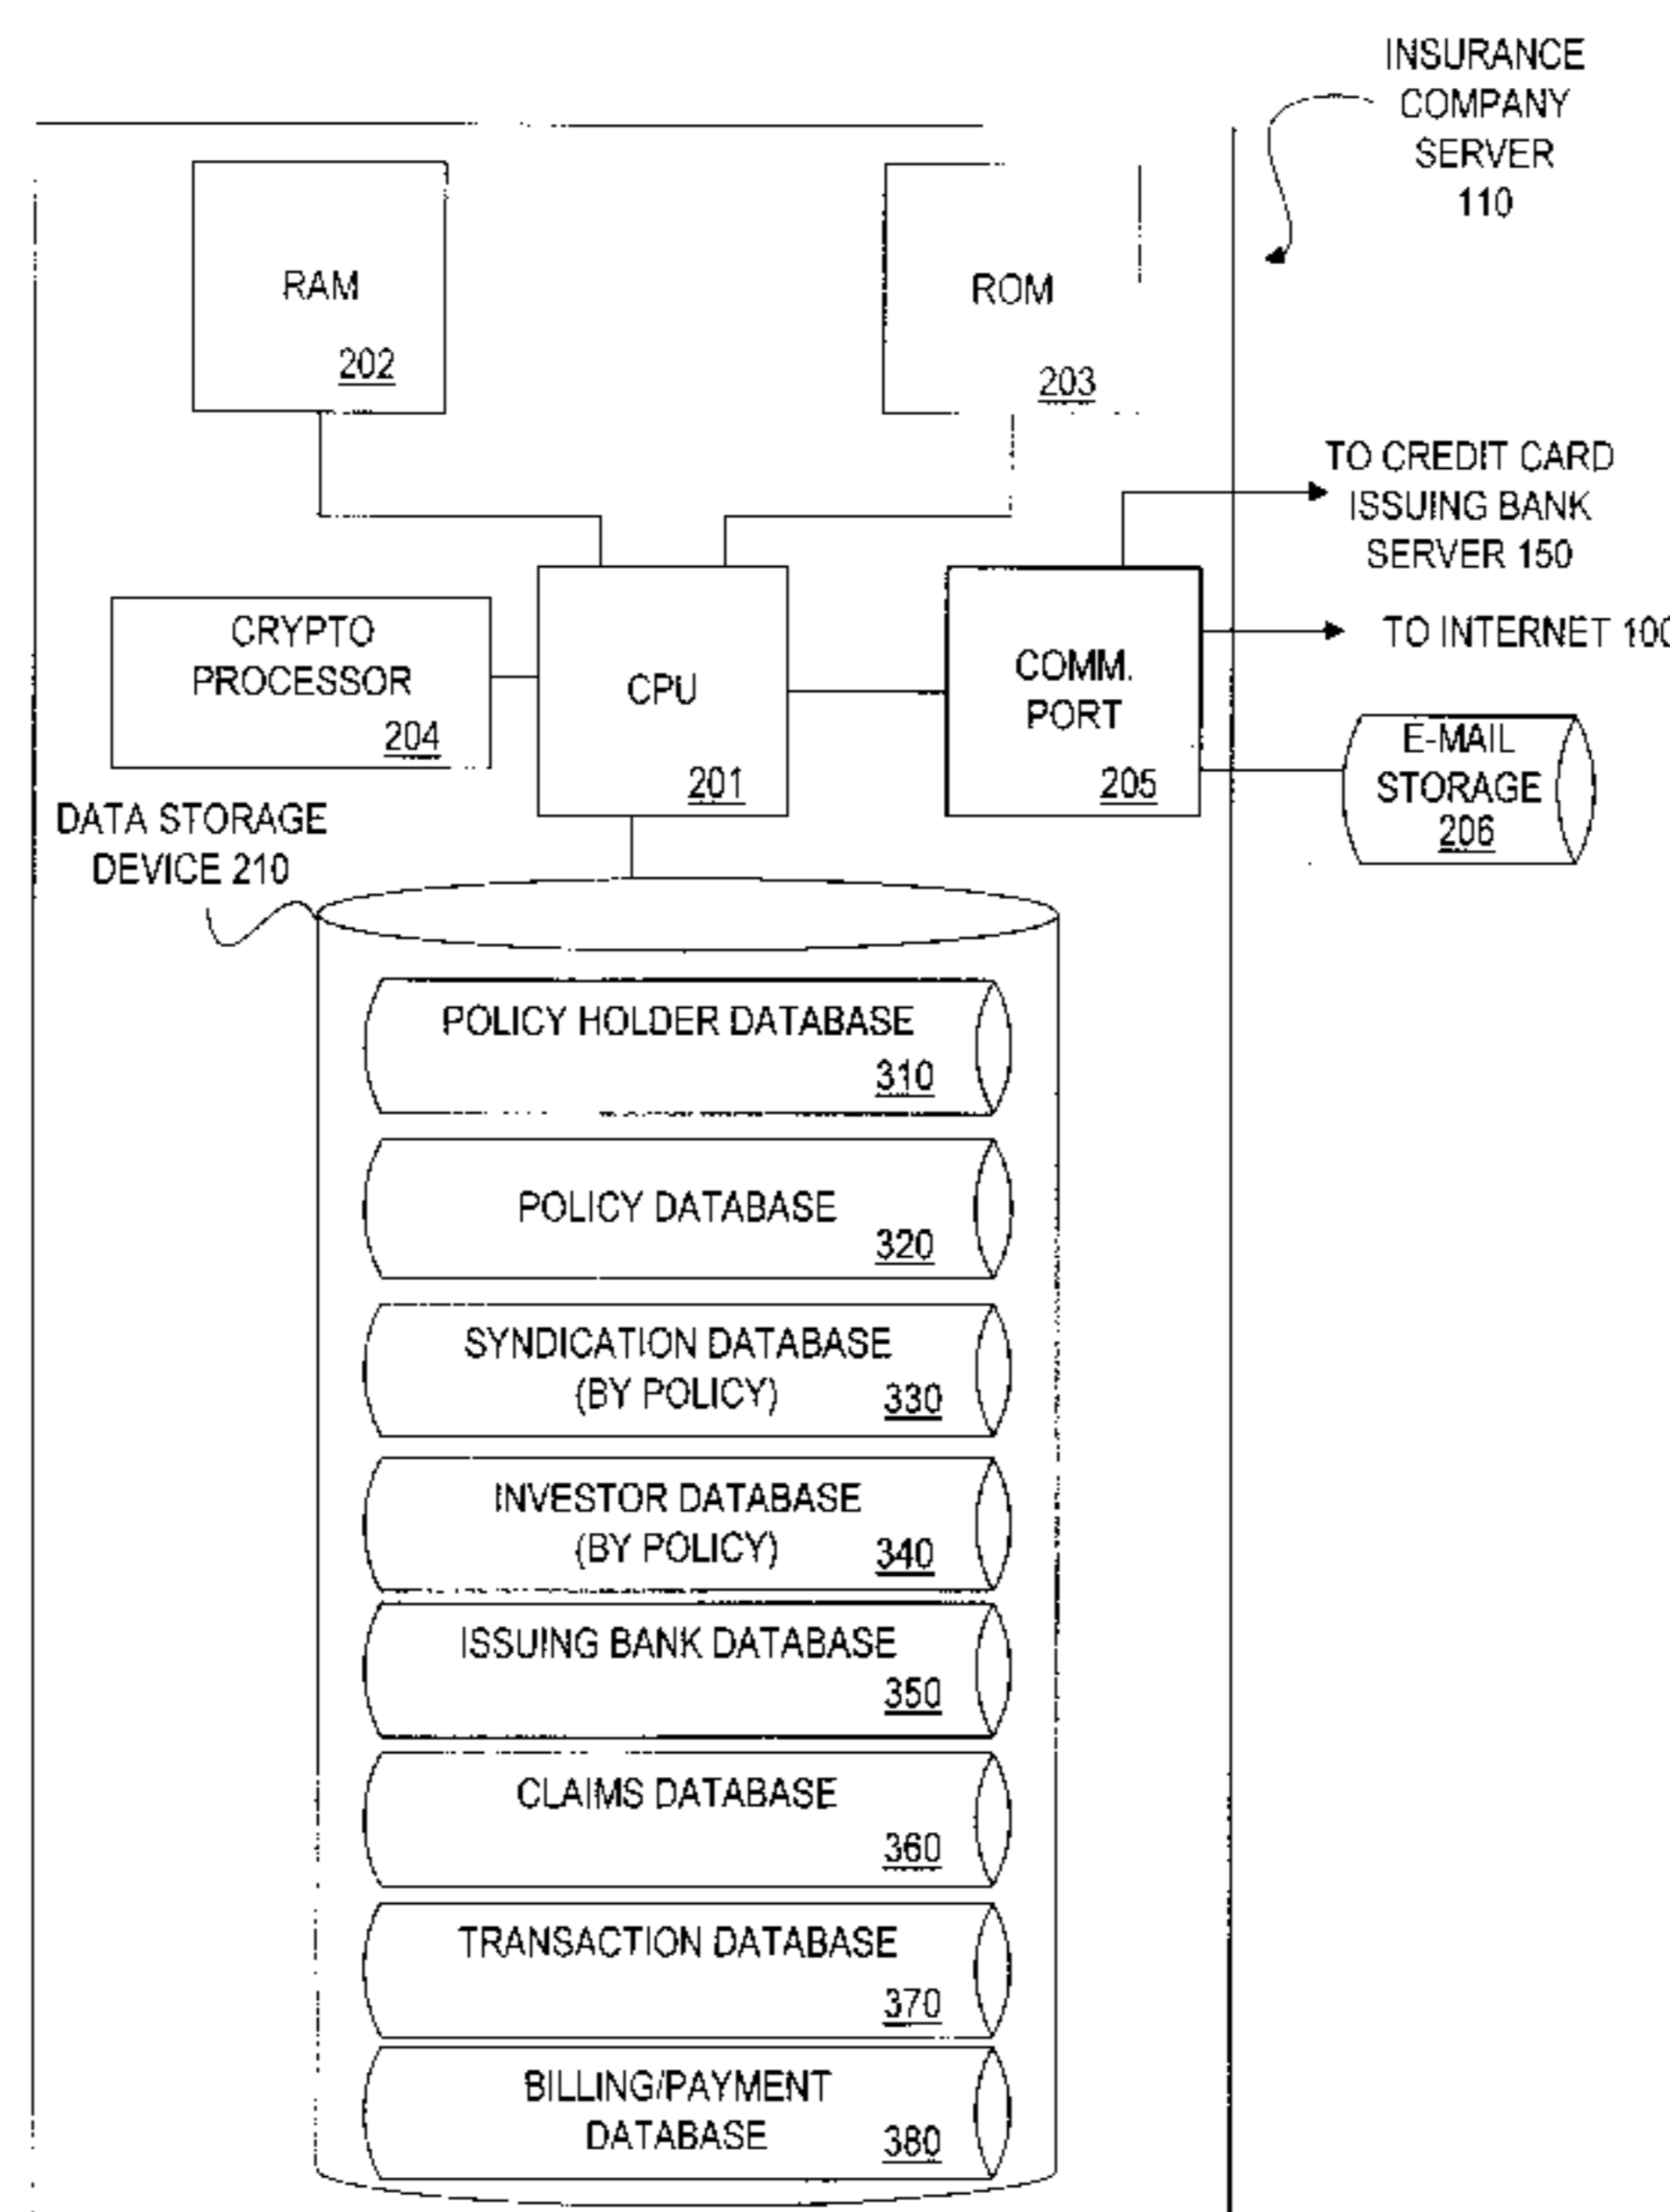 INSURANCE
COMPANY
SERVER
110
RAM
202
ROM
203
TO CREDIT CARD
ISSUING BANK
SERVER 150
TO INTERNET 100
CRYPTO
PROCESSOR
204
CPU
201
COMM.
PORT
205
E-MAIL
STORAGE
206
DATA STORAGE
DEVICE 210
POLICY HOLDER DATABASE
310
POLICY DATABASE
320
SYNDICATION DATABASE
(BY POLICY)
330
INVESTOR DATABASE
(BY POLICY)
340
ISSUING BANK DATABASE
350
CLAIMS DATABASE
360
TRANSACTION DATABASE
370
BILLING/PAYMENT
DATABASE
380